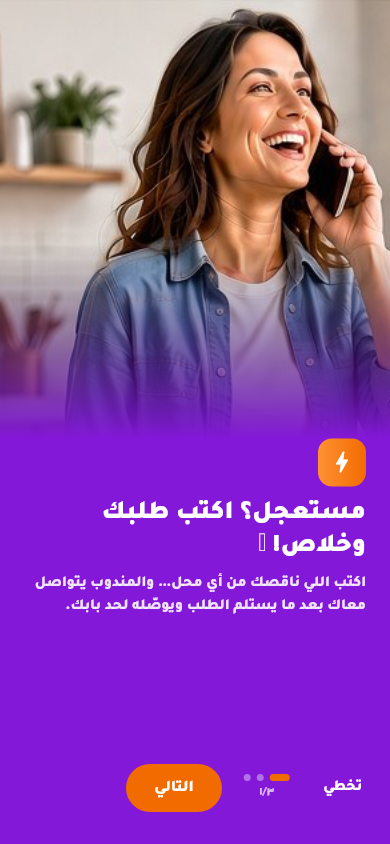 مستعجل؟ اكتب طلبك
وخلاص!
اكتب اللي ناقصك من أي محل... والمندوب يتواصل
معاك بعد ما يستلم الطلب ويوصّله لحد بابك.
تخطي
١/٣
التالي